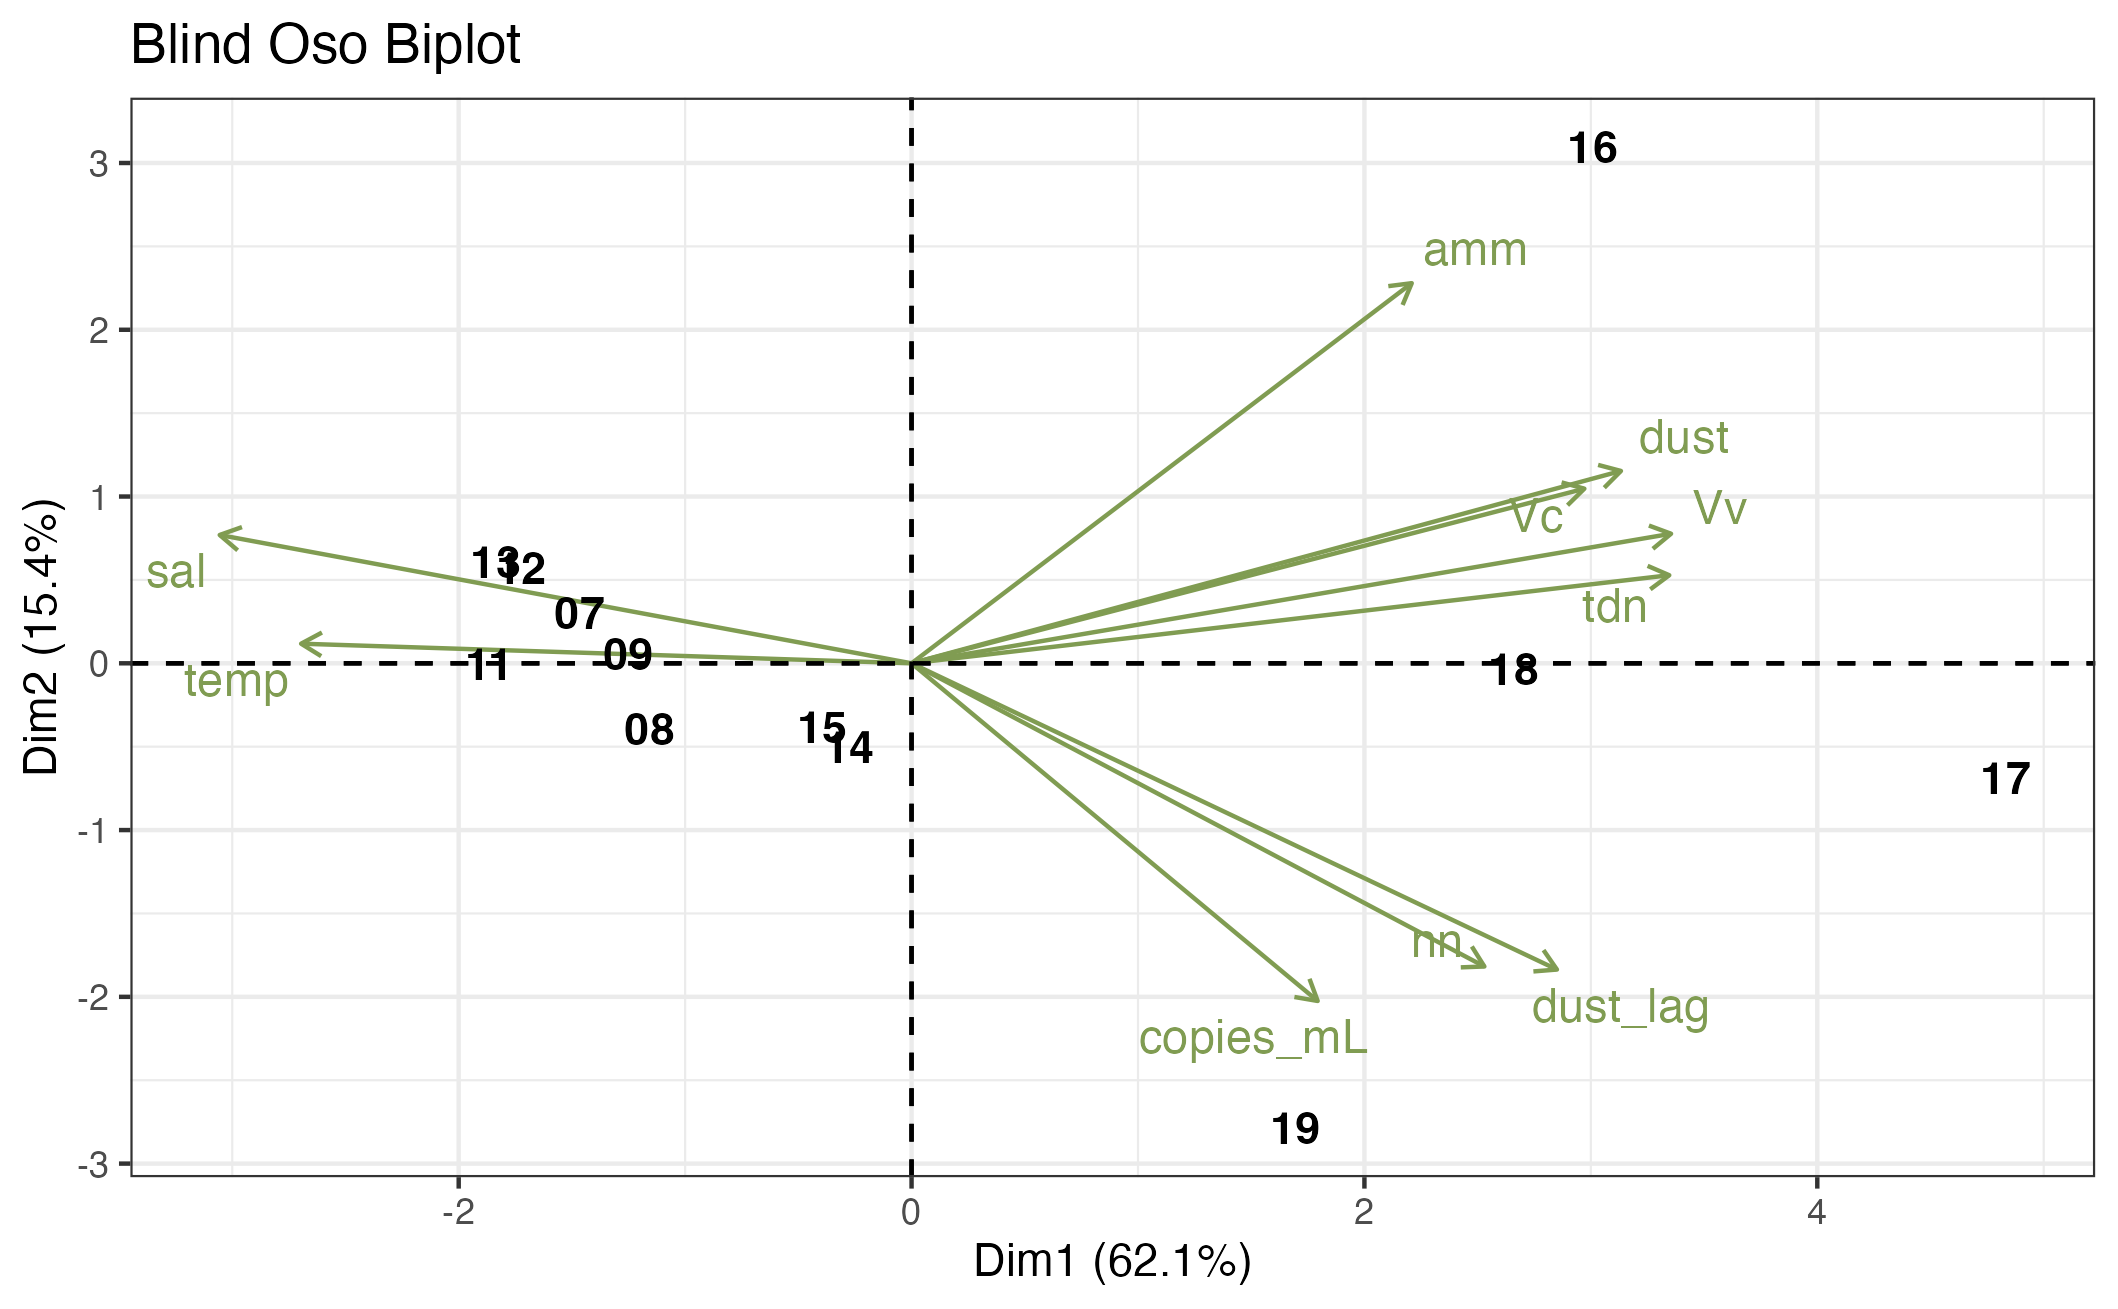 Blind Oso Biplot
Dim2 (15.4%)
3
2
1
0
-1
-2
-3
16
amm
dust
Vc
Vv
tdn
sal
13
12
07
09
11
temp
08
15
14
18
17
nn
dust_lag
copies_mL
19
-2
0
2
4
Dim1 (62.1%)